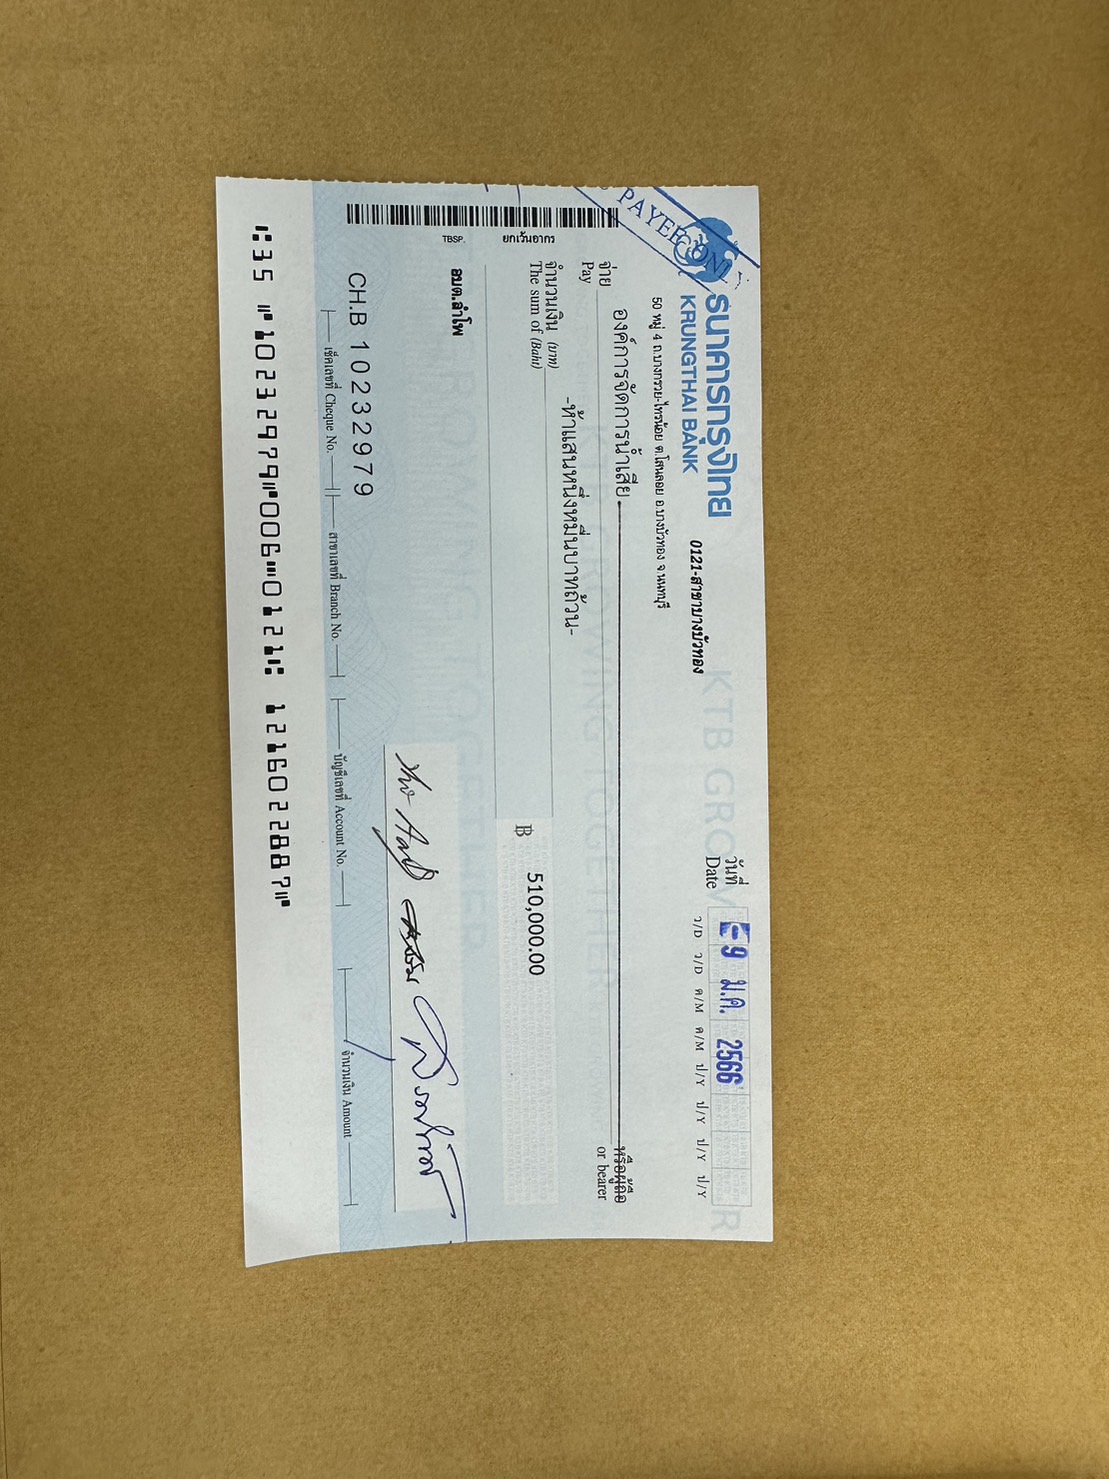 ธนาคารกรุงไทย
KRUNGTHAI BANK
0121-สาขาบางบัวทอง
50 หมู่ 4 ถ.บางกรวย-ไทรน้อย ต.โสนลอย อ.บางบัวทอง จ.นนทบุรี
PAYEE ONLY
วันที่ -9 ม.ค. 2566
Date
ว/D ว/D ด/M ด/M ป/Y ป/Y ป/Y ป/Y
KTB GROWING TOGETHER
จ่าย องค์การจัดการน้ำเสีย หรือผู้ถือ
Pay or bearer
จำนวนเงิน (บาท) -ห้าแสนหนึ่งหมื่นบาทถ้วน-
The sum of (Baht)
฿ 510,000.00
ยกเว้นอากร
TBSP.
อบต.ลำโพ
CH.B 10232979
เช็คเลขที่ Cheque No. สาขาเลขที่ Branch No. บัญชีเลขที่ Account No. จำนวนเงิน Amount
⑆35 ⑈10232979⑈006⑉0121⑆ 1216022887⑈